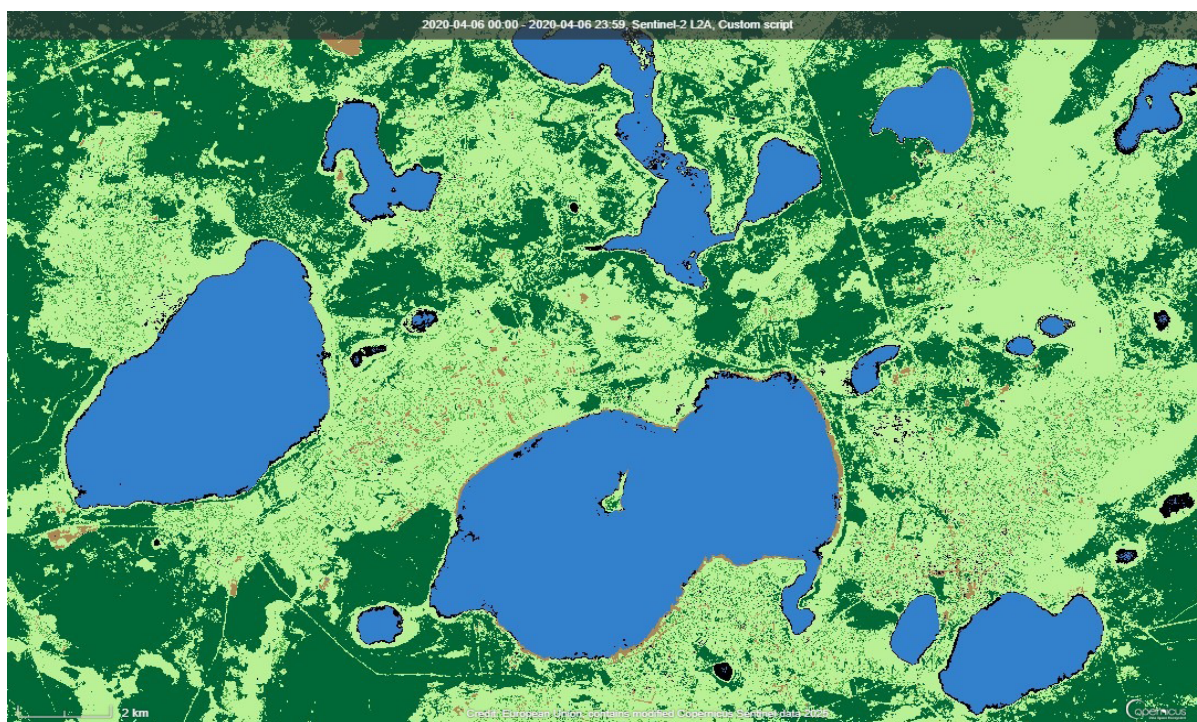 2020-04-06 00:00 - 2020-04-06 23:59, Sentinel-2 L2A, Custom script
2 km
Credit: European Union, contains modified Copernicus Sentinel data 2025
opernicus